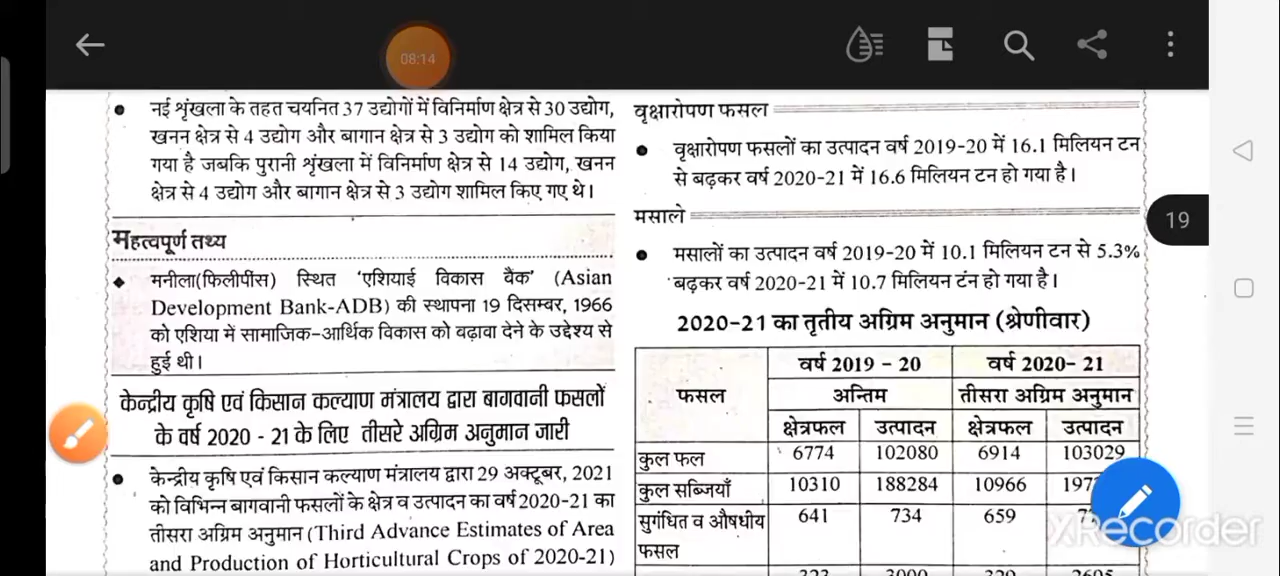 08:14
नई शृंखला के तहत चयनित 37 उद्योगों में विनिर्माण क्षेत्र से 30 उद्योग,
खनन क्षेत्र से 4 उद्योग और बागान क्षेत्र से 3 उद्योग को शामिल किया
गया है जबकि पुरानी शृंखला में विनिर्माण क्षेत्र से 14 उद्योग, खनन
क्षेत्र से 4 उद्योग और बागान क्षेत्र से 3 उद्योग शामिल किए गए थे।
महत्वपूर्ण तथ्य
मनीला(फिलीपींस) स्थित 'एशियाई विकास बैंक' (Asian
Development Bank-ADB) की स्थापना 19 दिसम्बर, 1966
को एशिया में सामाजिक-आर्थिक विकास को बढ़ावा देने के उद्देश्य से
हुई थी।
केन्द्रीय कृषि एवं किसान कल्याण मंत्रालय द्वारा बागवानी फसलों
के वर्ष 2020 - 21 के लिए तीसरे अग्रिम अनुमान जारी
केन्द्रीय कृषि एवं किसान कल्याण मंत्रालय द्वारा 29 अक्टूबर, 2021
को विभिन्न बागवानी फसलों के क्षेत्र व उत्पादन का वर्ष 2020-21 का
तीसरा अग्रिम अनुमान (Third Advance Estimates of Area
and Production of Horticultural Crops of 2020-21)
वृक्षारोपण फसल
वृक्षारोपण फसलों का उत्पादन वर्ष 2019-20 में 16.1 मिलियन टन
से बढ़कर वर्ष 2020-21 में 16.6 मिलियन टन हो गया है।
मसाले
मसालों का उत्पादन वर्ष 2019-20 में 10.1 मिलियन टन से 5.3%
बढ़कर वर्ष 2020-21 में 10.7 मिलियन टन हो गया है।
2020-21 का तृतीय अग्रिम अनुमान (श्रेणीवार)
फसल वर्ष 2019 - 20 वर्ष 2020- 21
अन्तिम तीसरा अग्रिम अनुमान
क्षेत्रफल उत्पादन क्षेत्रफल उत्पादन
कुल फल 6774 102080 6914 103029
कुल सब्जियाँ 10310 188284 10966
सुगंधित व औषधीय 641 734 659
फसल
19
XRecorder